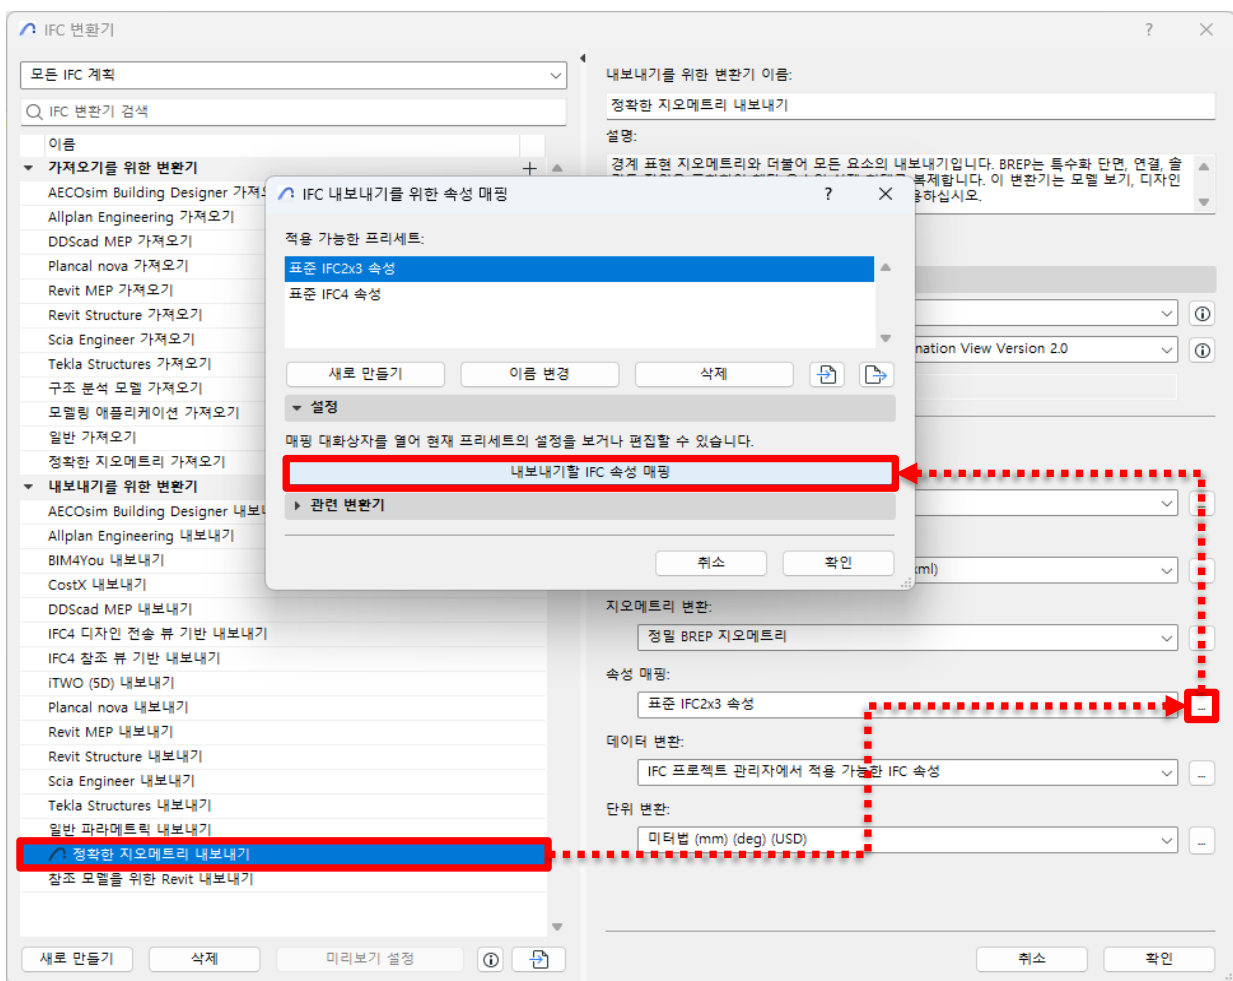 IFC 변환기
모든 IFC 계획
IFC 변환기 검색
이름
가져오기를 위한 변환기
AECOsim Building Designer 가져
Allplan Engineering 가져오기
DDScad MEP 가져오기
Plancal nova 가져오기
Revit MEP 가져오기
Revit Structure 가져오기
Scia Engineer 가져오기
Tekla Structures 가져오기
구조 분석 모델 가져오기
모델링 애플리케이션 가져오기
일반 가져오기
정확한 지오메트리 가져오기
내보내기를 위한 변환기
AECOsim Building Designer 내보
Allplan Engineering 내보내기
BIM4You 내보내기
CostX 내보내기
DDScad MEP 내보내기
IFC4 디자인 전송 뷰 기반 내보내기
IFC4 참조 뷰 기반 내보내기
iTWO (5D) 내보내기
Plancal nova 내보내기
Revit MEP 내보내기
Revit Structure 내보내기
Scia Engineer 내보내기
Tekla Structures 내보내기
일반 파라메트릭 내보내기
정확한 지오메트리 내보내기
참조 모델을 위한 Revit 내보내기
새로 만들기 삭제 미리보기 설정
IFC 내보내기를 위한 속성 매핑 ?
적용 가능한 프리세트:
표준 IFC2x3 속성
표준 IFC4 속성
새로 만들기 이름 변경 삭제
설정
매핑 대화상자를 열어 현재 프리세트의 설정을 보거나 편집할 수 있습니다.
내보내기할 IFC 속성 매핑
관련 변환기
취소 확인
?
내보내기를 위한 변환기 이름:
정확한 지오메트리 내보내기
설명:
경계 표현 지오메트리와 더불어 모든 요소의 내보내기입니다. BREP는 특수화 단면, 연결, 솔
복제합니다. 이 변환기는 모델 보기, 디자인
용하십시오.
nation View Version 2.0
xml)
지오메트리 변환:
정밀 BREP 지오메트리
속성 매핑:
표준 IFC2x3 속성
...
데이터 변환:
IFC 프로젝트 관리자에서 적용 가능한 IFC 속성
...
단위 변환:
미터법 (mm) (deg) (USD)
...
취소 확인